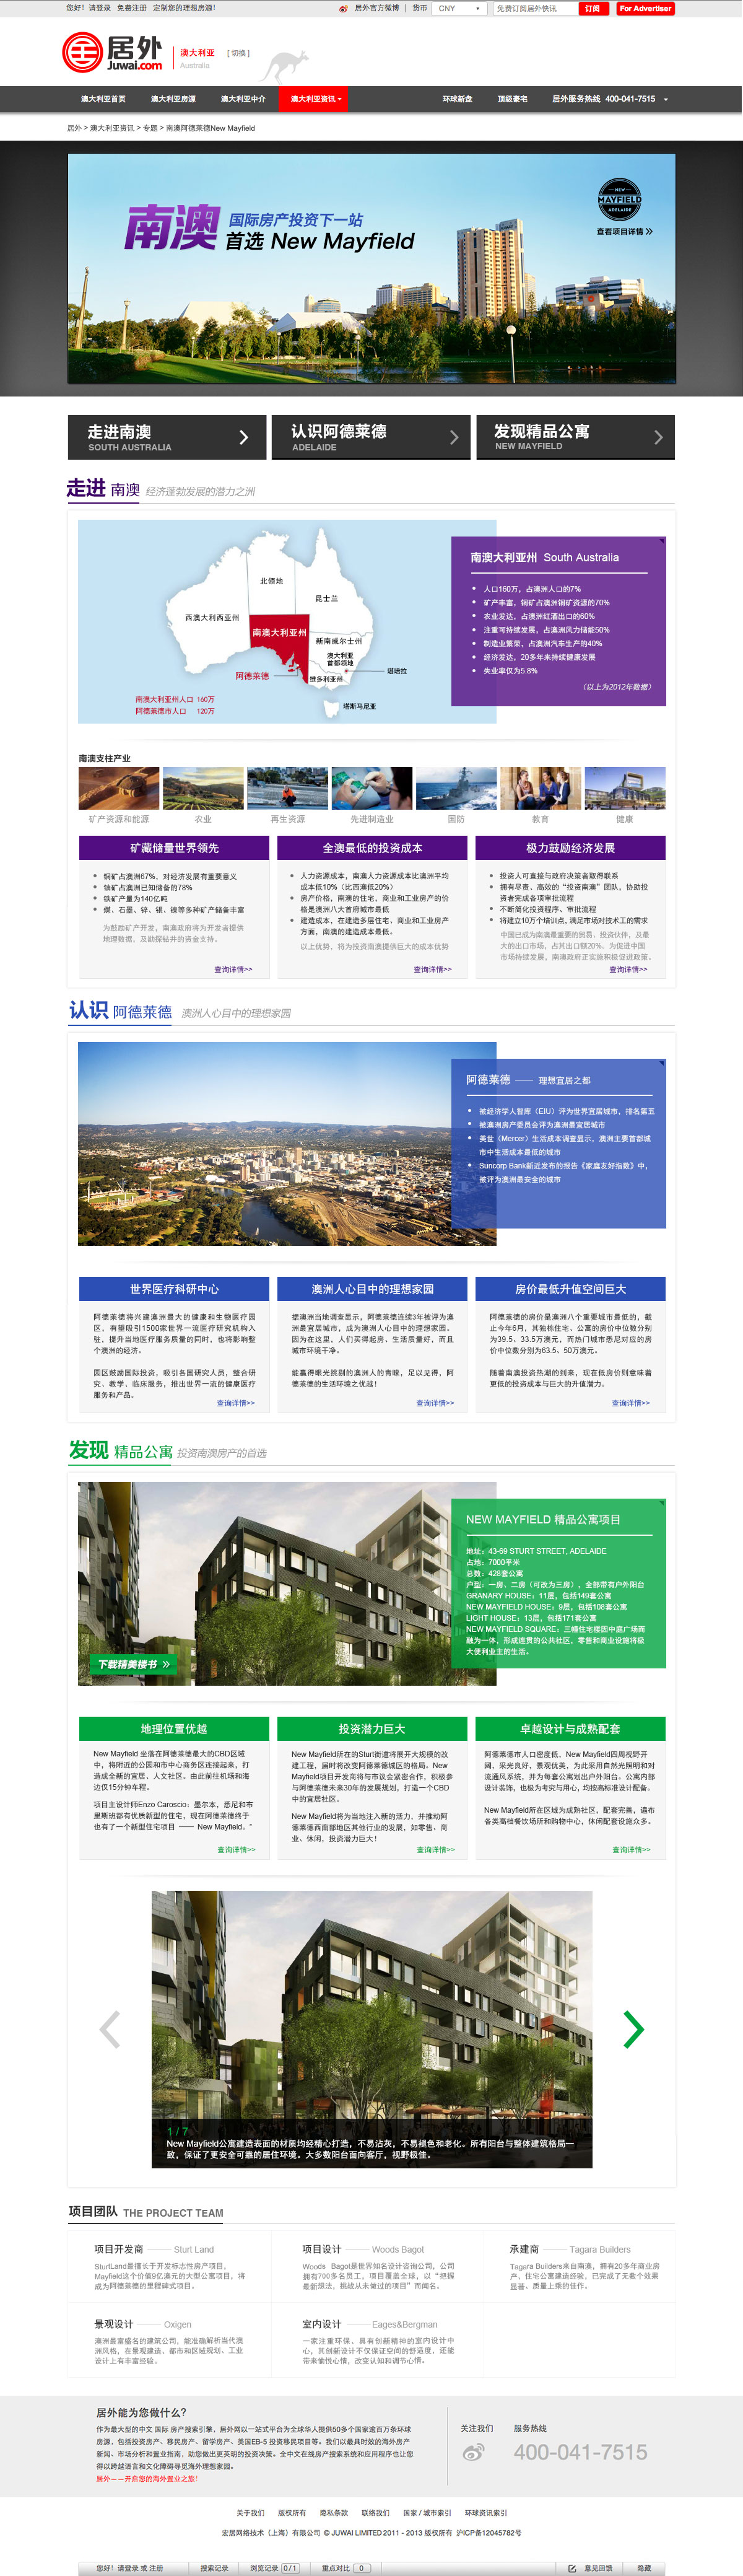 您好! 请登录 免费注册 定制您的理想房源!
居外官方微博 | 货币 CNY 免费订阅居外快讯 订阅 For Advertiser
居外
Juwai.com
澳大利亚 [ 切换 ]
Australia
澳大利亚首页 澳大利亚房源 澳大利亚中介 澳大利亚资讯 环球新盘 顶级豪宅 居外服务热线 400-041-7515
居外 > 澳大利亚资讯 > 专题 > 南澳阿德莱德New Mayfield
南澳 国际房产投资下一站
首选 New Mayfield
NEW
MAYFIELD
ADELAIDE
查看项目详情
走进南澳
SOUTH AUSTRALIA
认识阿德莱德
ADELAIDE
发现精品公寓
NEW MAYFIELD
走进 南澳 经济蓬勃发展的潜力之洲
北领地
昆士兰
西澳大利西亚州
南澳大利亚州
新南威尔士州
澳大利亚
首都领地
堪培拉
阿德莱德
维多利亚州
塔斯马尼亚
南澳大利亚州人口 160万
阿德莱德市人口 120万
南澳大利亚州 South Australia
人口160万，占澳洲人口的7%
矿产丰富，铜矿占澳洲铜矿资源的70%
农业发达，占澳洲红酒出口的60%
注重可持续发展，占澳洲风力储能50%
制造业繁荣，占澳洲汽车生产的40%
经济发达，20多年来持续健康发展
失业率仅为5.8%
（以上为2012年数据）
南澳支柱产业
矿产资源和能源 农业 再生资源 先进制造业 国防 教育 健康
矿藏储量世界领先
铜矿占澳洲67%，对经济发展有重要意义
铀矿占澳洲已知储备的78%
铁矿产量为140亿吨
煤、石墨、锌、银、镍等多种矿产储备丰富
为鼓励矿产开发，南澳政府将为开发者提供
地理数据，及勘探钻井的资金支持。
查询详情>>
全澳最低的投资成本
人力资源成本，南澳人力资源成本比澳洲平均
成本低10%（比西澳低20%）
房产价格，南澳的住宅，商业和工业房产的价
格是澳洲八大首府城市最低
建造成本，在建造多层住宅、商业和工业房产
方面，南澳的建造成本最低。
以上优势，将为投资南澳提供巨大的成本优势
查询详情>>
极力鼓励经济发展
投资人可直接与政府决策者取得联系
拥有尽责、高效的“投资南澳”团队，协助投
资者完成各项审批流程
不断简化投资程序、审批流程
将建立10万个培训点，满足市场对技术工的需求
中国已成为南澳最重要的贸易、投资伙伴，及最
大的出口市场，占其出口额20%。为促进中国
市场持续发展，南澳政府正实施积极促进政策。
查询详情>>
认识 阿德莱德 澳洲人心目中的理想家园
阿德莱德 —— 理想宜居之都
被经济学人智库（EIU）评为世界宜居城市，排名第五
被澳洲房产委员会评为澳洲最宜居城市
美世（Mercer）生活成本调查显示，澳洲主要首都城
市中生活成本最低的城市
Suncorp Bank新近发布的报告《家庭友好指数》中，
被评为澳洲最安全的城市
世界医疗科研中心
阿德莱德将兴建澳洲最大的健康和生物医疗园
区，有望吸引1500家世界一流医疗研究机构入
驻，提升当地医疗服务质量的同时，也将影响整
个澳洲的经济。
园区鼓励国际投资，吸引各国研究人员，整合研
究、教学、临床服务，推出世界一流的健康医疗
服务和产品。
查询详情>>
澳洲人心目中的理想家园
据澳洲当地调查显示，阿德莱德连续3年被评为澳
洲最宜居城市，成为澳洲人心目中的理想家园。
因为在这里，人们买得起房、生活质量好，而且
城市环境干净。
能赢得眼光挑剔的澳洲人的青睐，足以见得，阿
德莱德的生活环境之优越！
查询详情>>
房价最低升值空间巨大
阿德莱德的房价是澳洲八个重要城市最低的，截
止今年6月，其独栋住宅、公寓的房价中位数分别
为39.5、33.5万澳元，而热门城市悉尼对应的房
价中位数分别为63.5、50万澳元。
随着南澳投资热潮的到来，现在低房价则意味着
更低的投资成本与巨大的升值潜力。
查询详情>>
发现 精品公寓 投资南澳房产的首选
下载精美楼书
NEW MAYFIELD 精品公寓项目
地址：43-69 STURT STREET, ADELAIDE
占地：7000平米
总数：428套公寓
户型：一房、二房（可改为三房），全部带有户外阳台
GRANARY HOUSE：11层，包括149套公寓
NEW MAYFIELD HOUSE：9层，包括108套公寓
LIGHT HOUSE：13层，包括171套公寓
NEW MAYFIELD SQUARE：三幢住宅楼因中庭广场而
融为一体，形成连贯的公共社区，零售和商业设施将极
大便利业主的生活。
地理位置优越
New Mayfield 坐落在阿德莱德最大的CBD区域
中，将附近的公园和市中心商务区连接起来，打
造成全新的宜居、人文社区。由此前往机场和海
边仅15分钟车程。
项目主设计师Enzo Caroscio：墨尔本，悉尼和布
里斯班都有优质新型的住宅，现在阿德莱德终于
也有了一个新型住宅项目 —— New Mayfield。”
查询详情>>
投资潜力巨大
New Mayfield所在的Sturt街道将展开大规模的改
建工程，届时将改变阿德莱德城区的格局。New
Mayfield项目开发商将与市议会紧密合作，积极参
与阿德莱德未来30年的发展规划，打造一个CBD
中的宜居社区。
New Mayfield将为当地注入新的活力，并推动阿
德莱德西南部地区其他行业的发展，如零售、商
业、休闲，投资潜力巨大！
查询详情>>
卓越设计与成熟配套
阿德莱德市人口密度低，New Mayfield四周视野开
阔，采光良好，景观优美，为此采用自然光照明和对
流通风系统，并为每套公寓划出户外阳台。公寓内部
设计装饰，也极为考究与用心，均按高标准设计配备。
New Mayfield所在区域为成熟社区，配套完善，遍布
各类高档餐饮场所和购物中心，休闲配套设施众多。
查询详情>>
1 / 7
New Mayfield公寓建造表面的材质均经精心打造，不易沾灰，不易褪色和老化。所有阳台与整体建筑格局一
致，保证了更安全可靠的居住环境。大多数阳台面向客厅，视野极佳。
项目团队 THE PROJECT TEAM
项目开发商 —— Sturt Land
SturtLand最擅长于开发标志性房产项目，
Mayfield这个价值9亿澳元的大型公寓项目，将
成为阿德莱德的里程碑式项目。
项目设计 —— Woods Bagot
Woods Bagot是世界知名设计咨询公司，公司
拥有700多名员工，项目覆盖全球，以“把握
最新想法，挑战从未做过的项目”而闻名。
承建商 —— Tagara Builders
Tagara Builders来自南澳，拥有20多年商业房
产，住宅公寓建造经验，已完成了无数个效果
显著、质量上乘的佳作。
景观设计 —— Oxigen
澳洲最富盛名的建筑公司，能准确解析当代澳
洲风格，在景观建造、都市和区域规划、工业
设计上有丰富经验。
室内设计 —— Eages&Bergman
一家注重环保、具有创新精神的室内设计中
心，其创新设计不仅保证空间的舒适度，还能
带来愉悦心情，改变认知和调节心情。
居外能为您做什么?
作为最大型的中文 国际 房产搜索引擎，居外网以一站式平台为全球华人提供50多个国家逾百万条环球
房源，包括投资房产、移民房产、留学房产、美国EB-5 投资移民项目等。我们以最具时效的海外房产
新闻、市场分析和置业指南，助您做出更英明的投资决策。全中文在线房产搜索系统和应用程序也让您
得以跨越语言和文化障碍寻觅海外理想家园。
居外——开启您的海外置业之旅!
关注我们 服务热线
400-041-7515
关于我们 版权所有 隐私条款 联络我们 国家 / 城市索引 环球资讯索引
宏居网络技术（上海）有限公司 © JUWAI LIMITED 2011 - 2013 版权所有 沪ICP备12045782号
您好! 请登录 或 注册 搜索记录 浏览记录 0/1 重点对比 0 意见回馈 隐藏